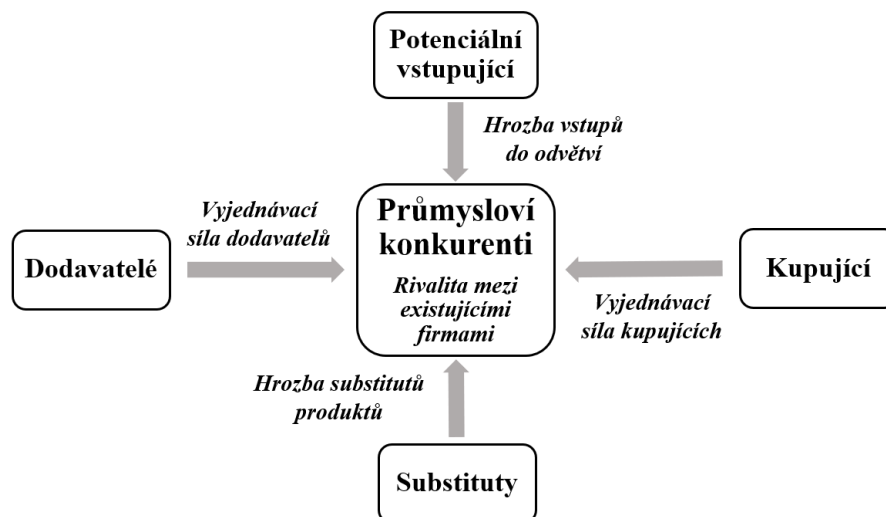 Potenciální
vstupující
Hrozba vstupů
do odvětví
Vyjednávací
síla dodavatelů
Dodavatelé
Průmysloví
konkurenti
Rivalita mezi
existujícími
firmami
Kupující
Vyjednávací
síla kupujících
Hrozba substitutů
produktů
Substituty